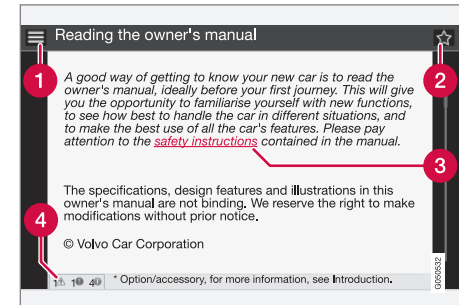 Reading the owner's manual
1
2
A good way of getting to know your new car is to read the
owner's manual, ideally before your first journey. This will give
you the opportunity to familiarise yourself with new functions,
to see how best to handle the car in different situations, and
to make the best use of all the car's features. Please pay
attention to the safety instructions contained in the manual.
3
The specifications, design features and illustrations in this
owner's manual are not binding. We reserve the right to make
modifications without prior notice.
4
© Volvo Car Corporation
1 1 4 * Option/accessory, for more information, see Introduction.
G050532